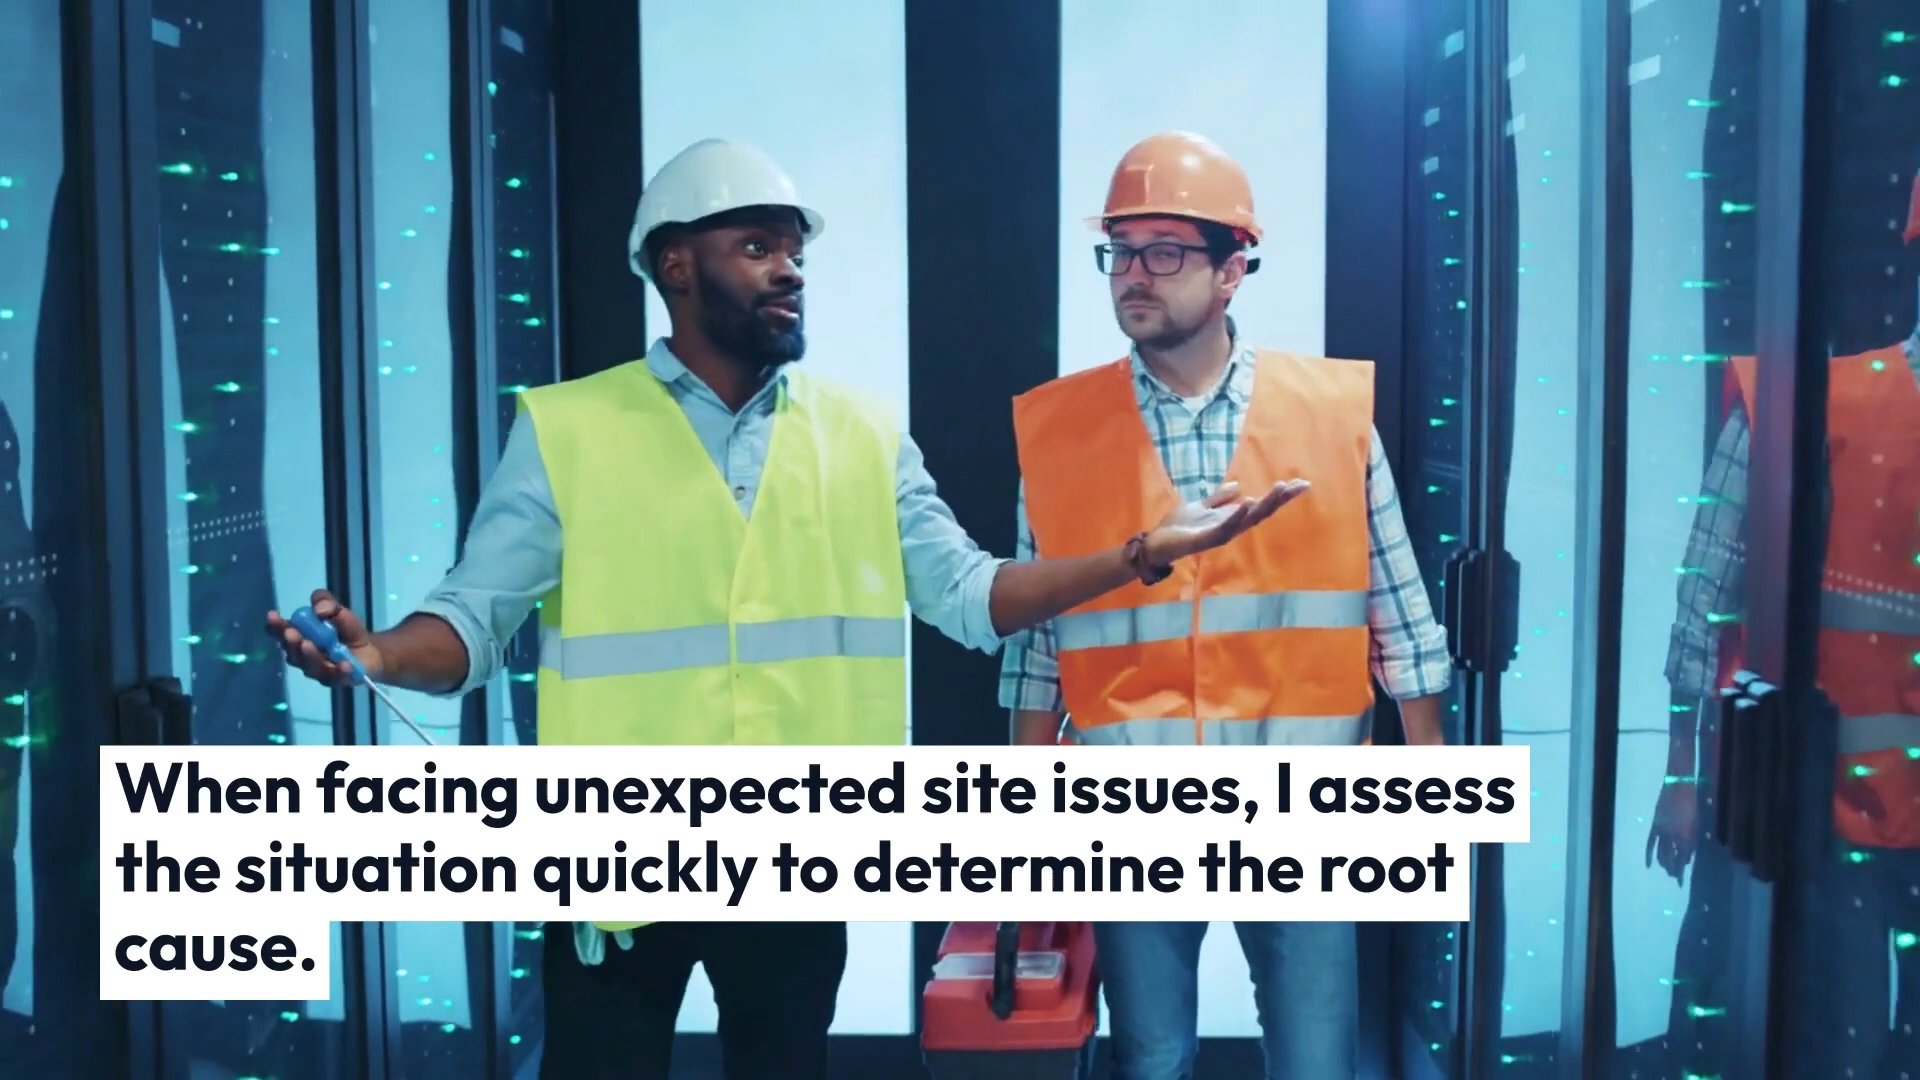 When facing unexpected site issues, I assess
the situation quickly to determine the root
cause.